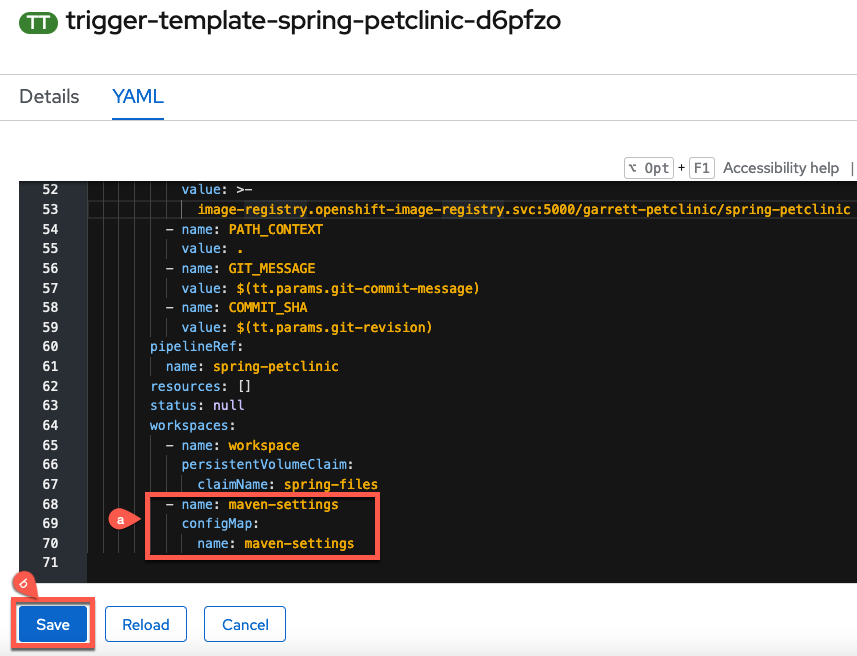 TT trigger-template-spring-petclinic-d6pfzo
Details YAML
⌥ Opt + F1 Accessibility help |
52 value: >-
53 image-registry.openshift-image-registry.svc:5000/garrett-petclinic/spring-petclinic
54 - name: PATH_CONTEXT
55 value: .
56 - name: GIT_MESSAGE
57 value: $(tt.params.git-commit-message)
58 - name: COMMIT_SHA
59 value: $(tt.params.git-revision)
60 pipelineRef:
61 name: spring-petclinic
62 resources: []
63 status: null
64 workspaces:
65 - name: workspace
66 persistentVolumeClaim:
67 claimName: spring-files
68 - name: maven-settings
a
69 configMap:
70 name: maven-settings
71
b
Save Reload Cancel